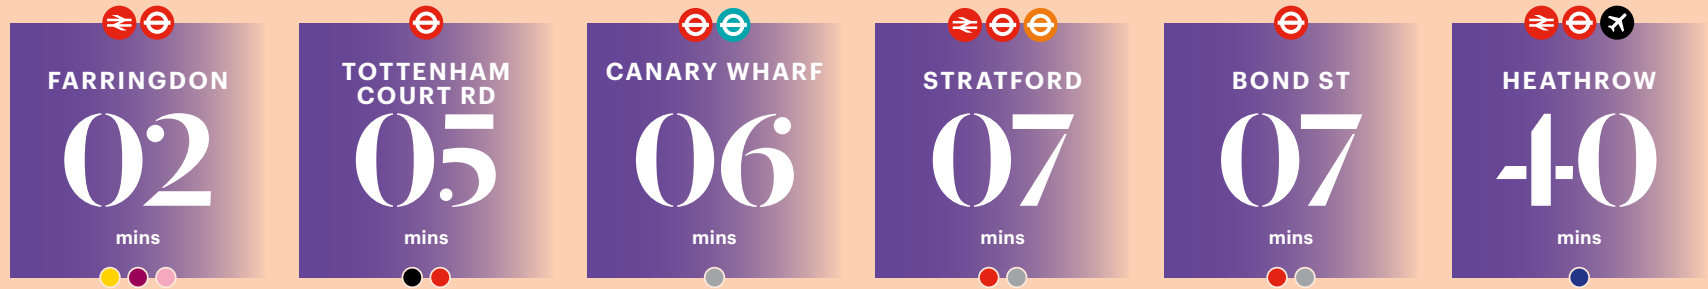 FARRINGDON
02
mins
TOTTENHAM
COURT RD
05
mins
CANARY WHARF
06
mins
STRATFORD
07
mins
BOND ST
07
mins
HEATHROW
40
mins